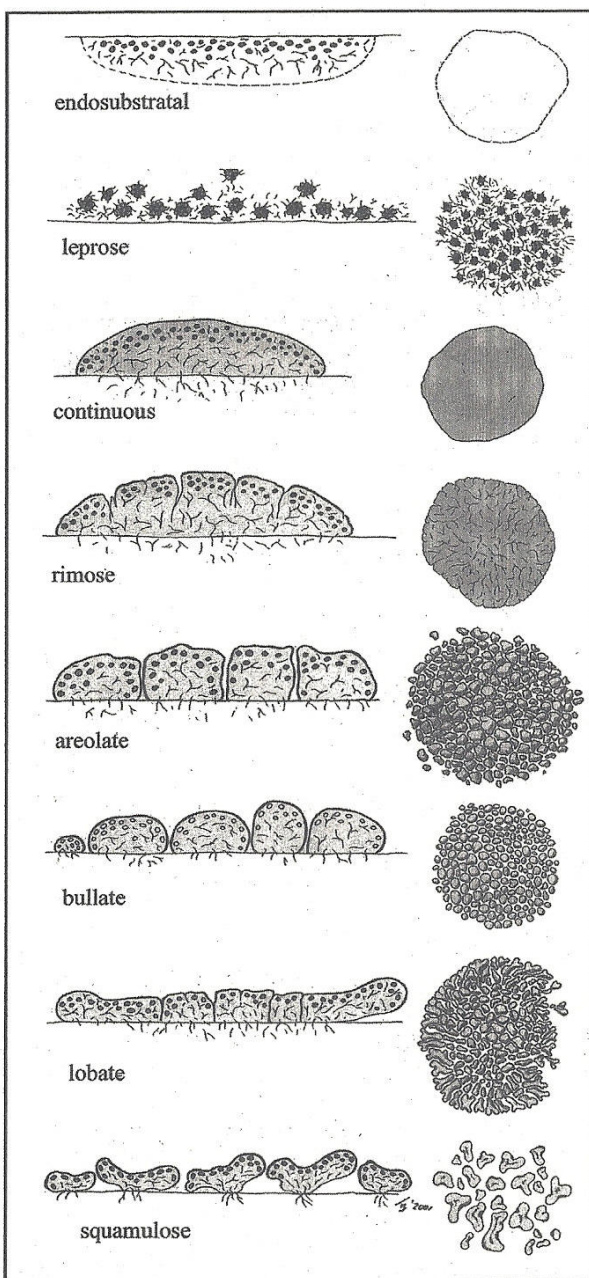 endosubstratal
leprose
continuous
rimose
areolate
bullate
lobate
squamulose